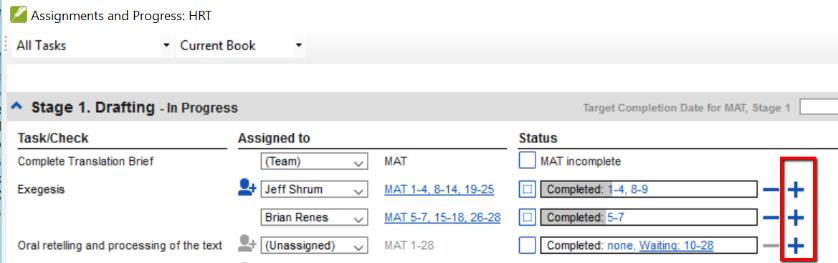 Assignments and Progress: HRT
All Tasks Current Book
Stage 1. Drafting - In Progress Target Completion Date for MAT, Stage 1
Task/Check Assigned to Status
Complete Translation Brief (Team) MAT MAT incomplete
Exegesis Jeff Shrum MAT 1-4, 8-14, 19-25 Completed: 1-4, 8-9
Brian Renes MAT 5-7, 15-18, 26-28 Completed: 5-7
Oral retelling and processing of the text (Unassigned) MAT 1-28 Completed: none, Waiting: 10-28